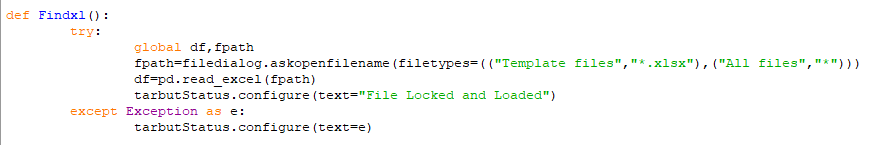 def Findxl():
try:
global df,fpath
fpath=filedialog.askopenfilename(filetypes=(("Template files","*.xlsx"),("All files","*")))
df=pd.read_excel(fpath)
tarbutStatus.configure(text="File Locked and Loaded")
except Exception as e:
tarbutStatus.configure(text=e)